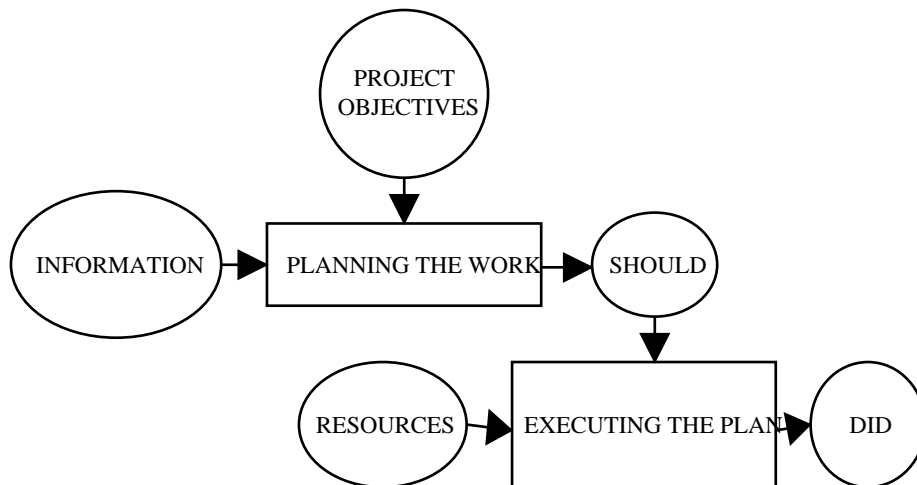 PROJECT
OBJECTIVES
INFORMATION
PLANNING THE WORK
SHOULD
RESOURCES
EXECUTING THE PLAN
DID